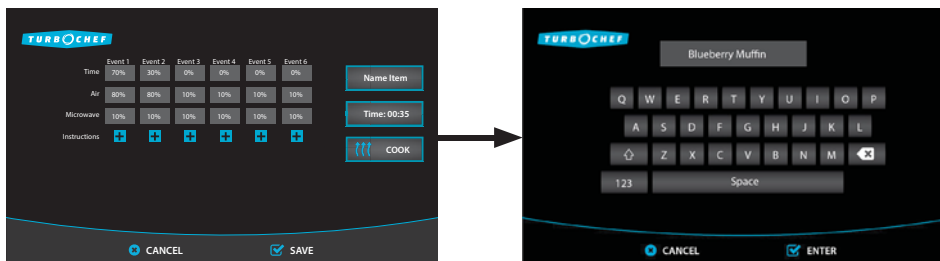 TURBOCHEF
Event 1 Event 2 Event 3 Event 4 Event 5 Event 6
Time 70% 30% 0% 0% 0% 0%
Air 80% 80% 10% 10% 10% 10%
Microwave 10% 10% 10% 10% 10% 10%
Instructions + + + + + +
Name Item
Time: 00:35
COOK
CANCEL SAVE
TURBOCHEF
Blueberry Muffin
Q W E R T Y U I O P
A S D F G H J K L
Z X C V B N M
123 Space
CANCEL ENTER